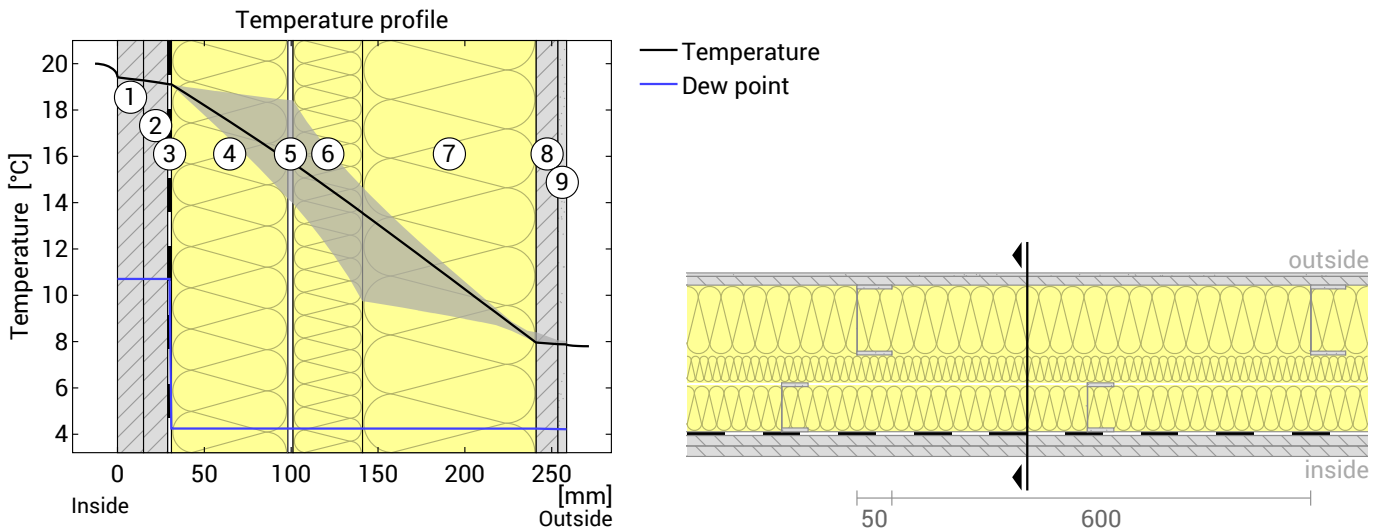 Temperature profile
Temperature [°C]
20
18
16
14
12
10
8
6
4
1
2
3
4
5
6
7
8
9
0
50
100
150
200
250
[mm]
Inside
Outside
Temperature
Dew point
outside
inside
50
600